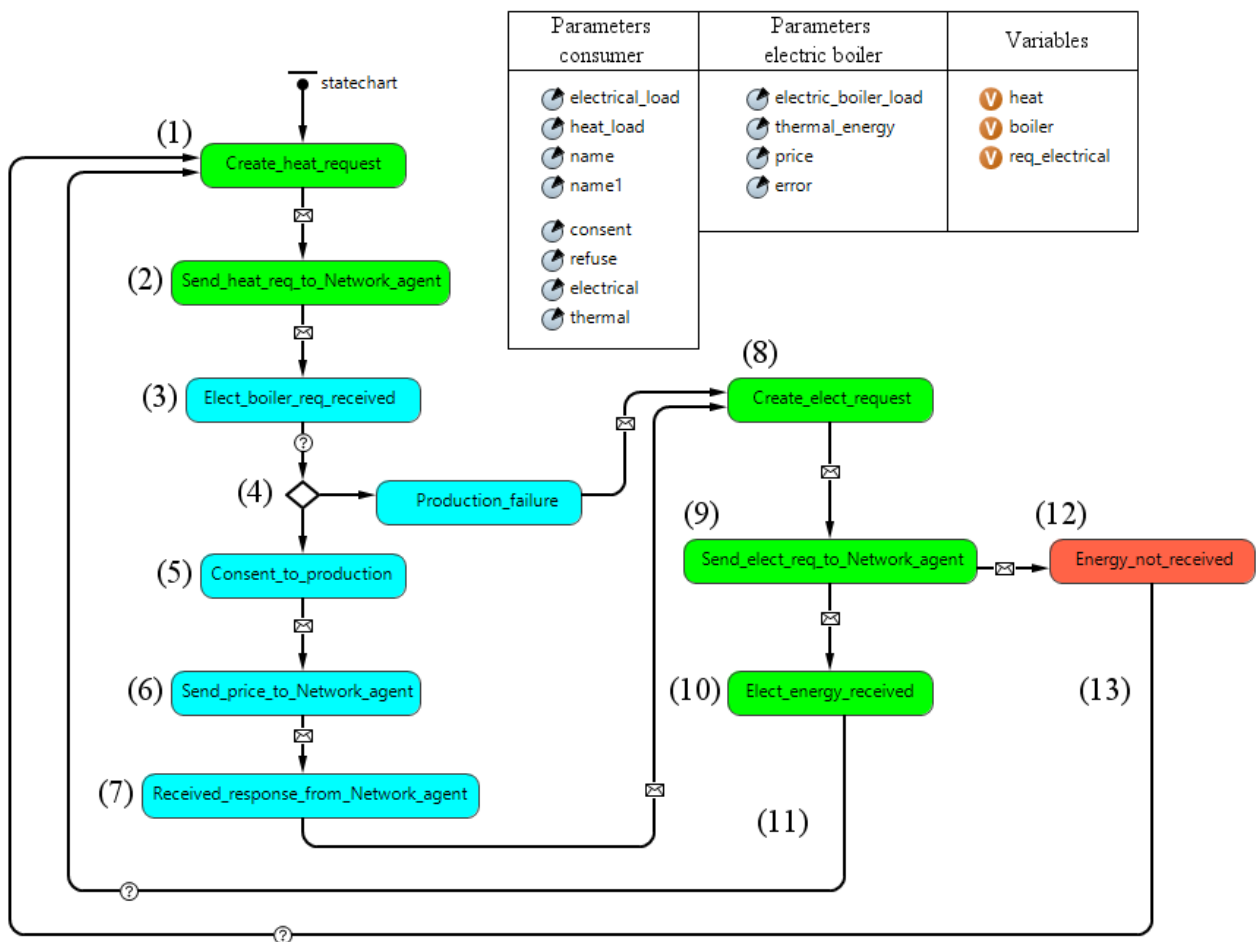 Parameters
consumer
Parameters
electric boiler
Variables
electrical_load
heat_load
name
name1
consent
refuse
electrical
thermal
electric_boiler_load
thermal_energy
price
error
V heat
V boiler
V req_electrical
statechart
(1)
Create_heat_request
(2)
Send_heat_req_to_Network_agent
(3)
Elect_boiler_req_received
?
(4)
Production_failure
(5)
Consent_to_production
(6)
Send_price_to_Network_agent
(7)
Received_response_from_Network_agent
(8)
Create_elect_request
(9)
Send_elect_req_to_Network_agent
(12)
Energy_not_received
(10)
Elect_energy_received
(13)
(11)
?
?